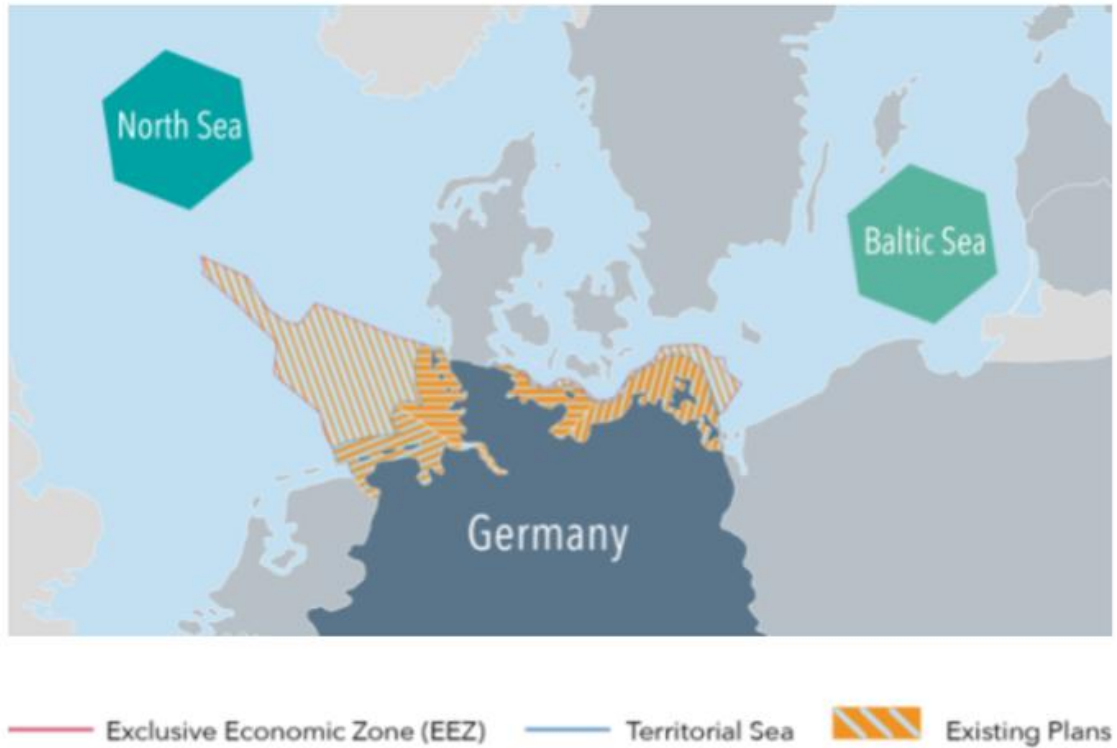 North Sea
Baltic Sea
Germany
Exclusive Economic Zone (EEZ)
Territorial Sea
Existing Plans